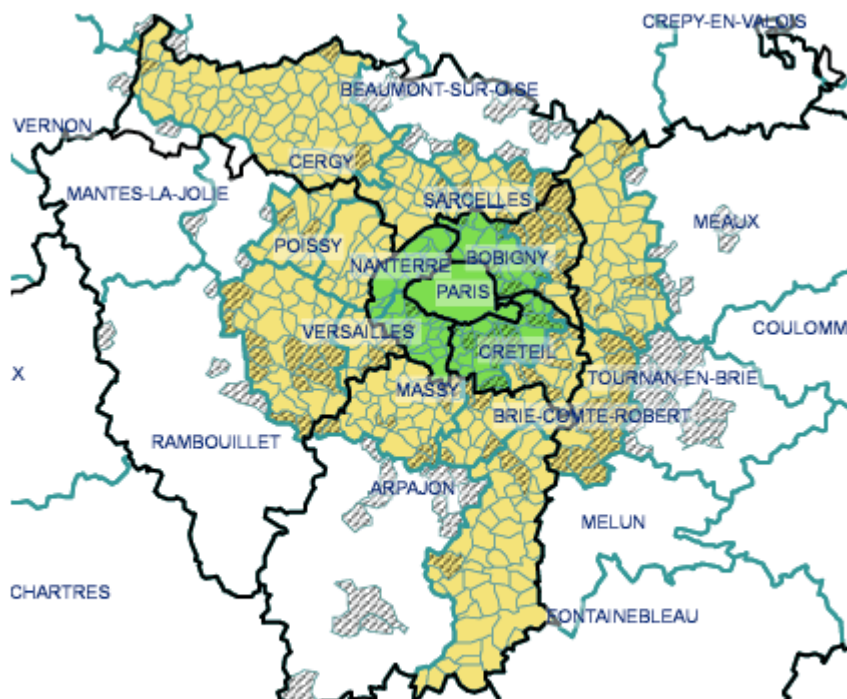 CREPY-EN-VALOIS
BEAUMONT-SUR-OISE
VERNON
CERGY
MANTES-LA-JOLIE
SARCELLES
MEAUX
POISSY
BOBIGNY
NANTERRE
PARIS
VERSAILLES
COULOMM
CRETEIL
X
TOURNAN-EN-BRIE
MASSY
BRIE-COMTE-ROBERT
RAMBOUILLET
ARPAJON
MELUN
CHARTRES
FONTAINEBLEAU